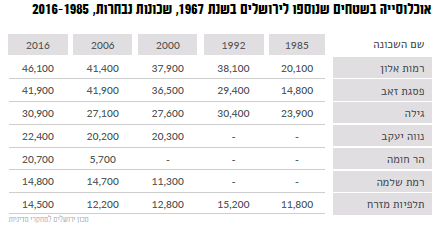 אוכלוסייה בשטחים שנוספו לירושלים בשנת 1967, שכונות נבחרות, 2016-1985
שם השכונה 1985 1992 2000 2006 2016
רמות אלון 20,100 38,100 37,900 41,400 46,100
פסגת זאב 14,800 29,400 36,500 41,900 41,900
גילה 23,900 30,400 27,600 27,100 30,900
נווה יעקב - - 20,300 20,200 22,400
הר חומה - - - 5,700 20,700
רמת שלמה - - 11,300 14,700 14,800
תלפיות מזרח 11,800 15,200 12,800 12,200 14,500
מכון ירושלים למחקרי מדיניות